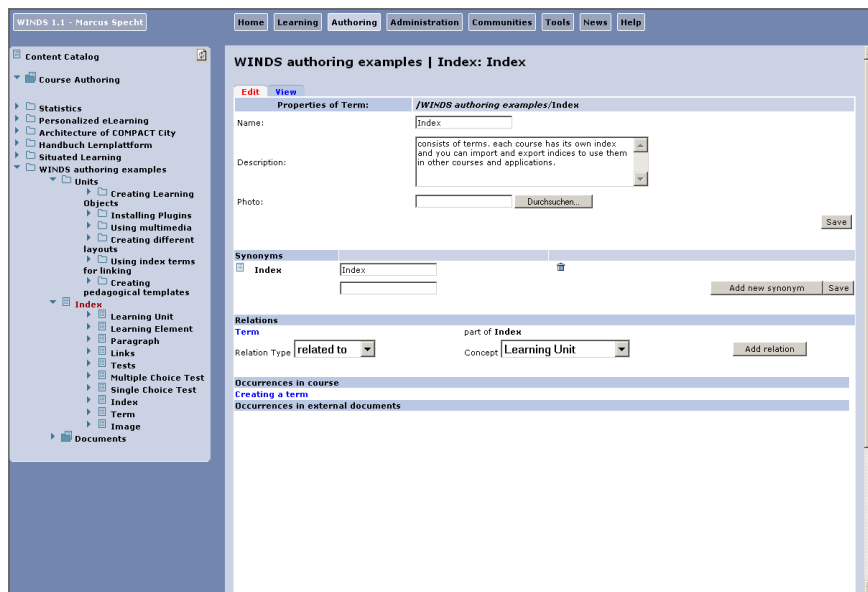 WINDS 1.1 - Marcus Specht
Home Learning Authoring Administration Communities Tools News Help
Content Catalog
Course Authoring
Statistics
Personalized eLearning
Architecture of COMPACT City
Handbuch Lernplattform
Situated Learning
WINDS authoring examples
Units
Creating Learning
Objects
Installing Plugins
Using multimedia
Creating different
layouts
Using index terms
for linking
Creating
pedagogical templates
Index
Learning Unit
Learning Element
Paragraph
Links
Tests
Multiple Choice Test
Single Choice Test
Index
Term
Image
Documents
WINDS authoring examples | Index: Index
Edit View
Properties of Term: /WINDS authoring examples/Index
Name: Index
Description: consists of terms. each course has its own index
and you can import and export indices to use them
in other courses and applications.
Photo: Durchsuchen...
Save
Synonyms
Index Index
Add new synonym Save
Relations
Term part of Index
Relation Type related to Concept Learning Unit Add relation
Occurrences in course
Creating a term
Occurrences in external documents